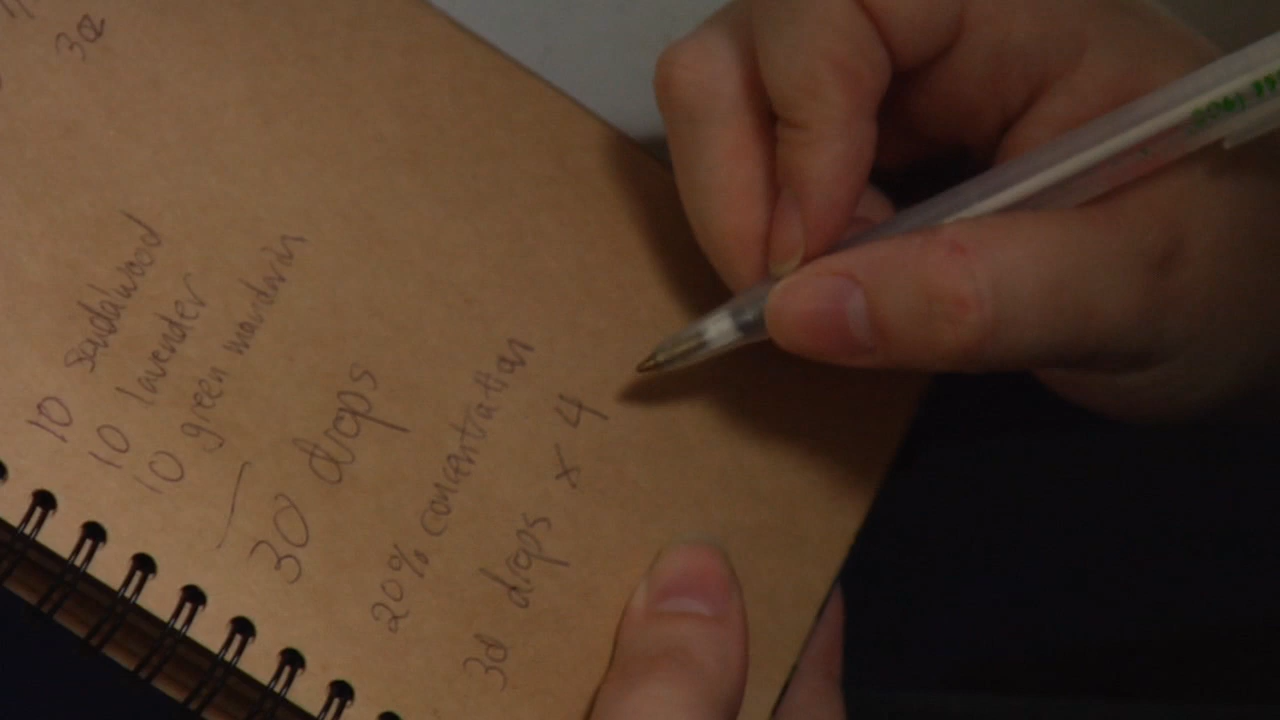 3oz
10 sandalwood
10 lavender
10 green mandarin
30 drops
20% concentration
30 drops x 4